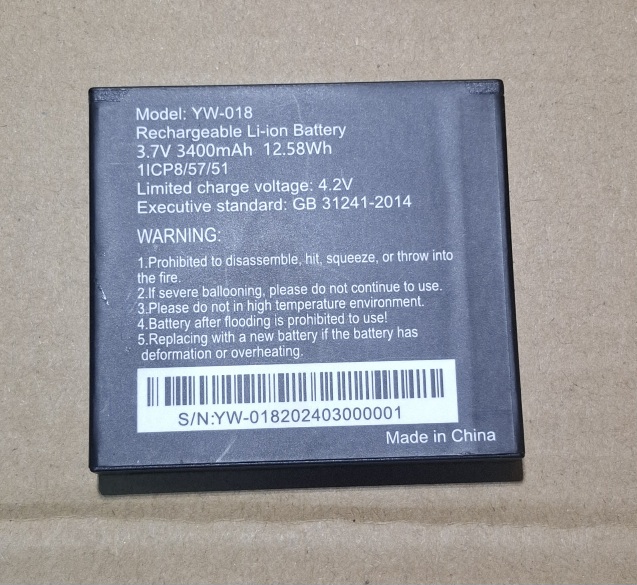 Model: YW-018
Rechargeable Li-ion Battery
3.7V 3400mAh 12.58Wh
1ICP8/57/51
Limited charge voltage: 4.2V
Executive standard: GB 31241-2014
WARNING:
1.Prohibited to disassemble, hit, squeeze, or throw into
the fire.
2.If severe ballooning, please do not continue to use.
3.Please do not in high temperature environment.
4.Battery after flooding is prohibited to use!
5.Replacing with a new battery if the battery has
deformation or overheating.
S/N:YW-018202403000001
Made in China